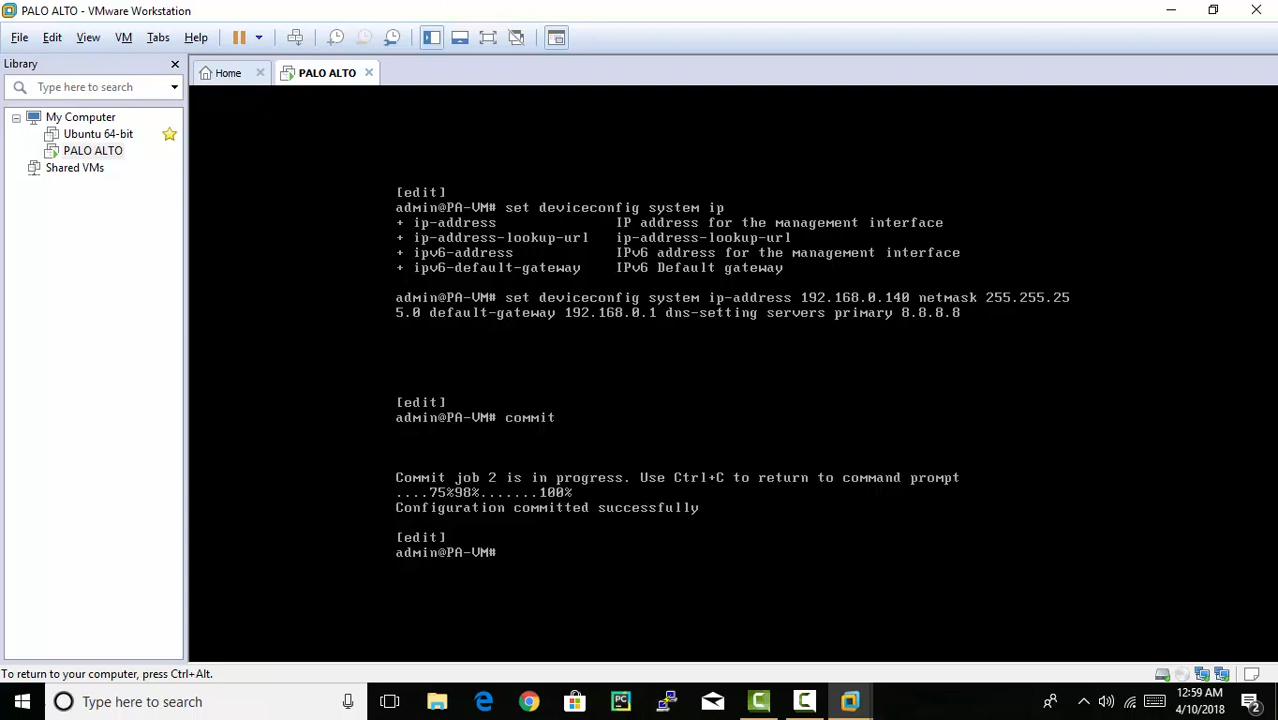 PALO ALTO - VMware Workstation
File Edit View VM Tabs Help
Library
Type here to search
My Computer
Ubuntu 64-bit
PALO ALTO
Shared VMs
Home
PALO ALTO
[edit]
admin@PA-VM# set deviceconfig system ip
+ ip-address IP address for the management interface
+ ip-address-lookup-url ip-address-lookup-url
+ ipv6-address IPv6 address for the management interface
+ ipv6-default-gateway IPv6 Default gateway
admin@PA-VM# set deviceconfig system ip-address 192.168.0.140 netmask 255.255.25
5.0 default-gateway 192.168.0.1 dns-setting servers primary 8.8.8.8
[edit]
admin@PA-VM# commit
Commit job 2 is in progress. Use Ctrl+C to return to command prompt
....75%98%.......100%
Configuration committed successfully
[edit]
admin@PA-VM#
To return to your computer, press Ctrl+Alt.
Type here to search
PC
12:59 AM
4/10/2018
2